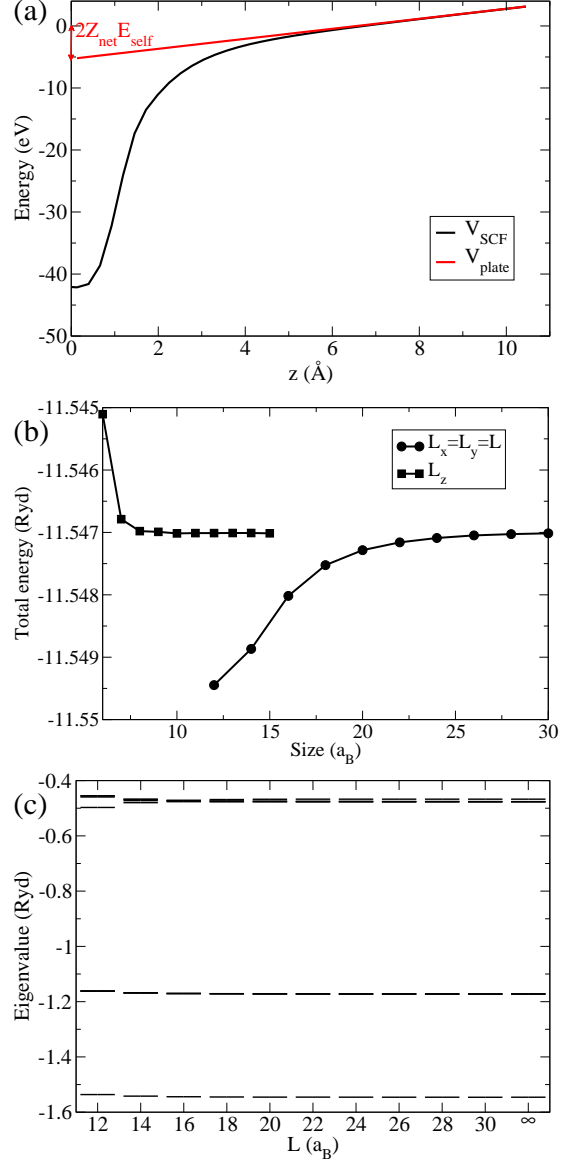 (a)
2Z_net E_self
0
-10
-20
-30
-40
-50
Energy (eV)
V_SCF
V_plate
0 2 4 6 8 10
z (Å)
(b)
-11.545
-11.546
-11.547
-11.548
-11.549
-11.55
Total energy (Ryd)
L_x=L_y=L
L_z
10 15 20 25 30
Size (a_B)
(c)
-0.4
-0.6
-0.8
-1
-1.2
-1.4
-1.6
Eigenvalue (Ryd)
12 14 16 18 20 22 24 26 28 30 ∞
L (a_B)